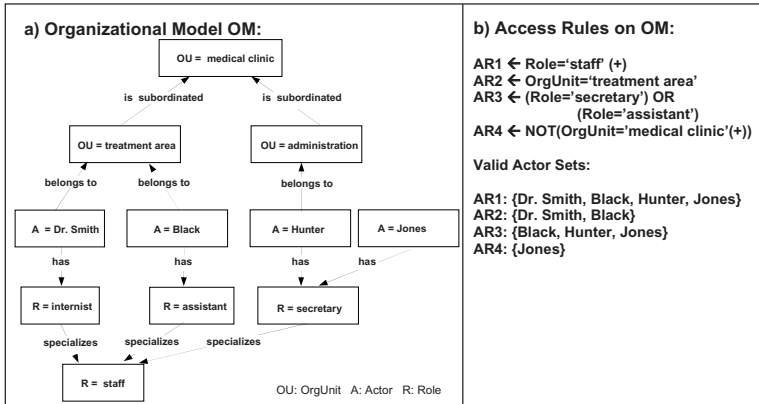 a) Organizational Model OM:
OU = medical clinic
is subordinated is subordinated
OU = treatment area OU = administration
belongs to belongs to belongs to
A = Dr. Smith A = Black A = Hunter A = Jones
has has has has
R = internist R = assistant R = secretary
specializes specializes specializes
R = staff
OU: OrgUnit A: Actor R: Role
b) Access Rules on OM:
AR1 ← Role='staff' (+)
AR2 ← OrgUnit='treatment area'
AR3 ← (Role='secretary') OR
(Role='assistant')
AR4 ← NOT(OrgUnit='medical clinic'(+))
Valid Actor Sets:
AR1: {Dr. Smith, Black, Hunter, Jones}
AR2: {Dr. Smith, Black}
AR3: {Black, Hunter, Jones}
AR4: {Jones}